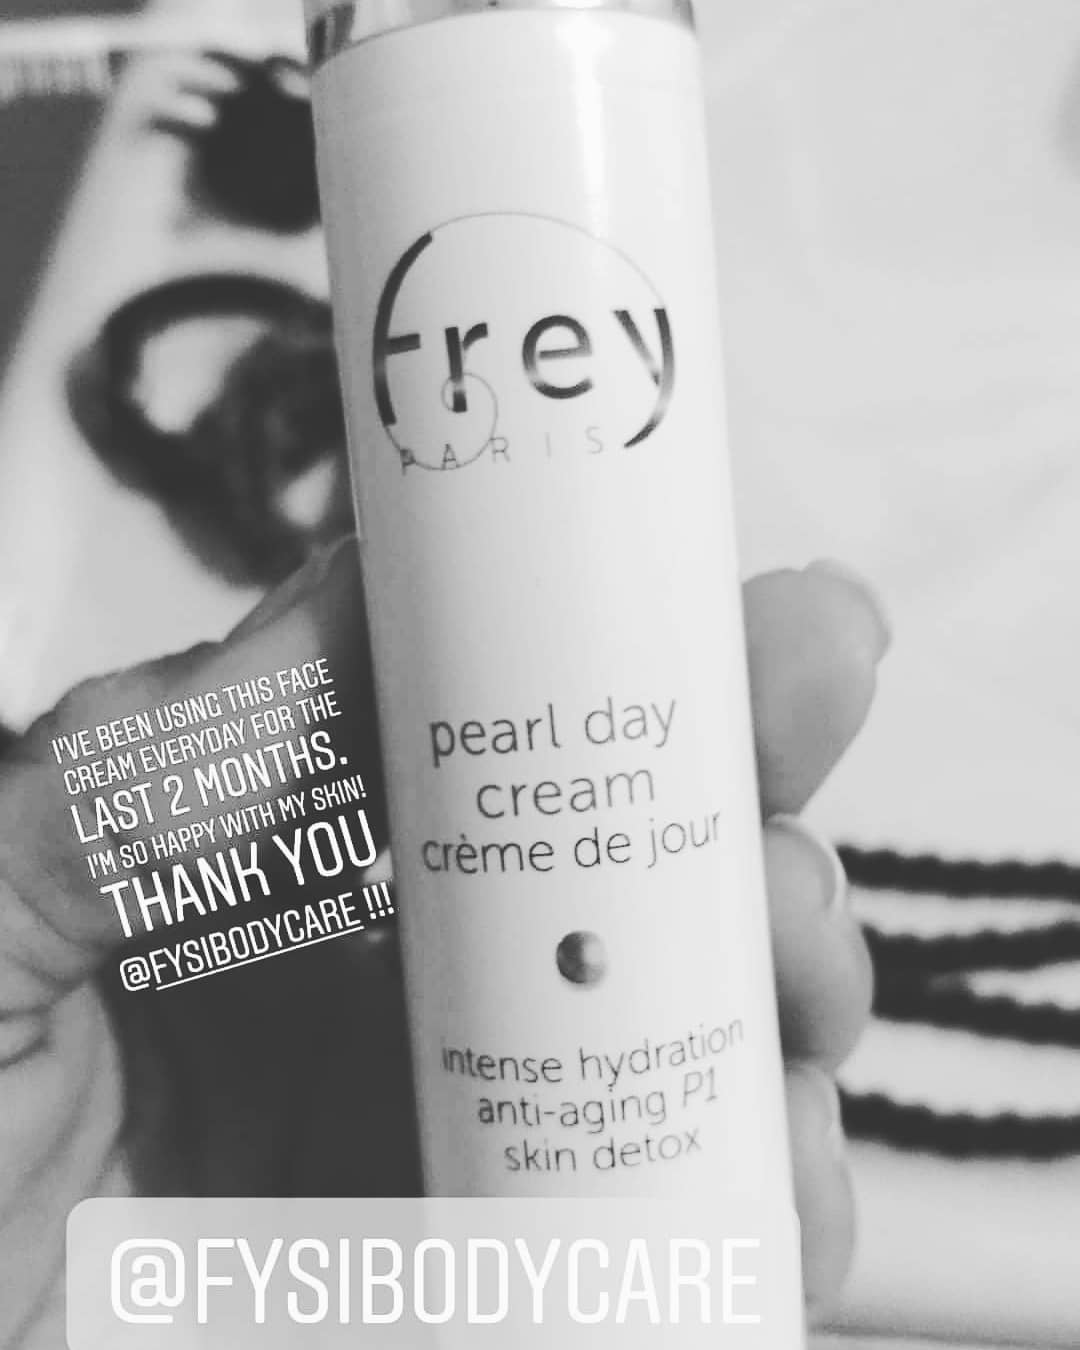 frey
PARIS
pearl day
cream
crème de jour
intense hydration
anti-aging P1
skin detox
I'VE BEEN USING THIS FACE
CREAM EVERYDAY FOR THE
LAST 2 MONTHS.
I'M SO HAPPY WITH MY SKIN!
THANK YOU
@FYSIBODYCARE !!!
@FYSIBODYCARE